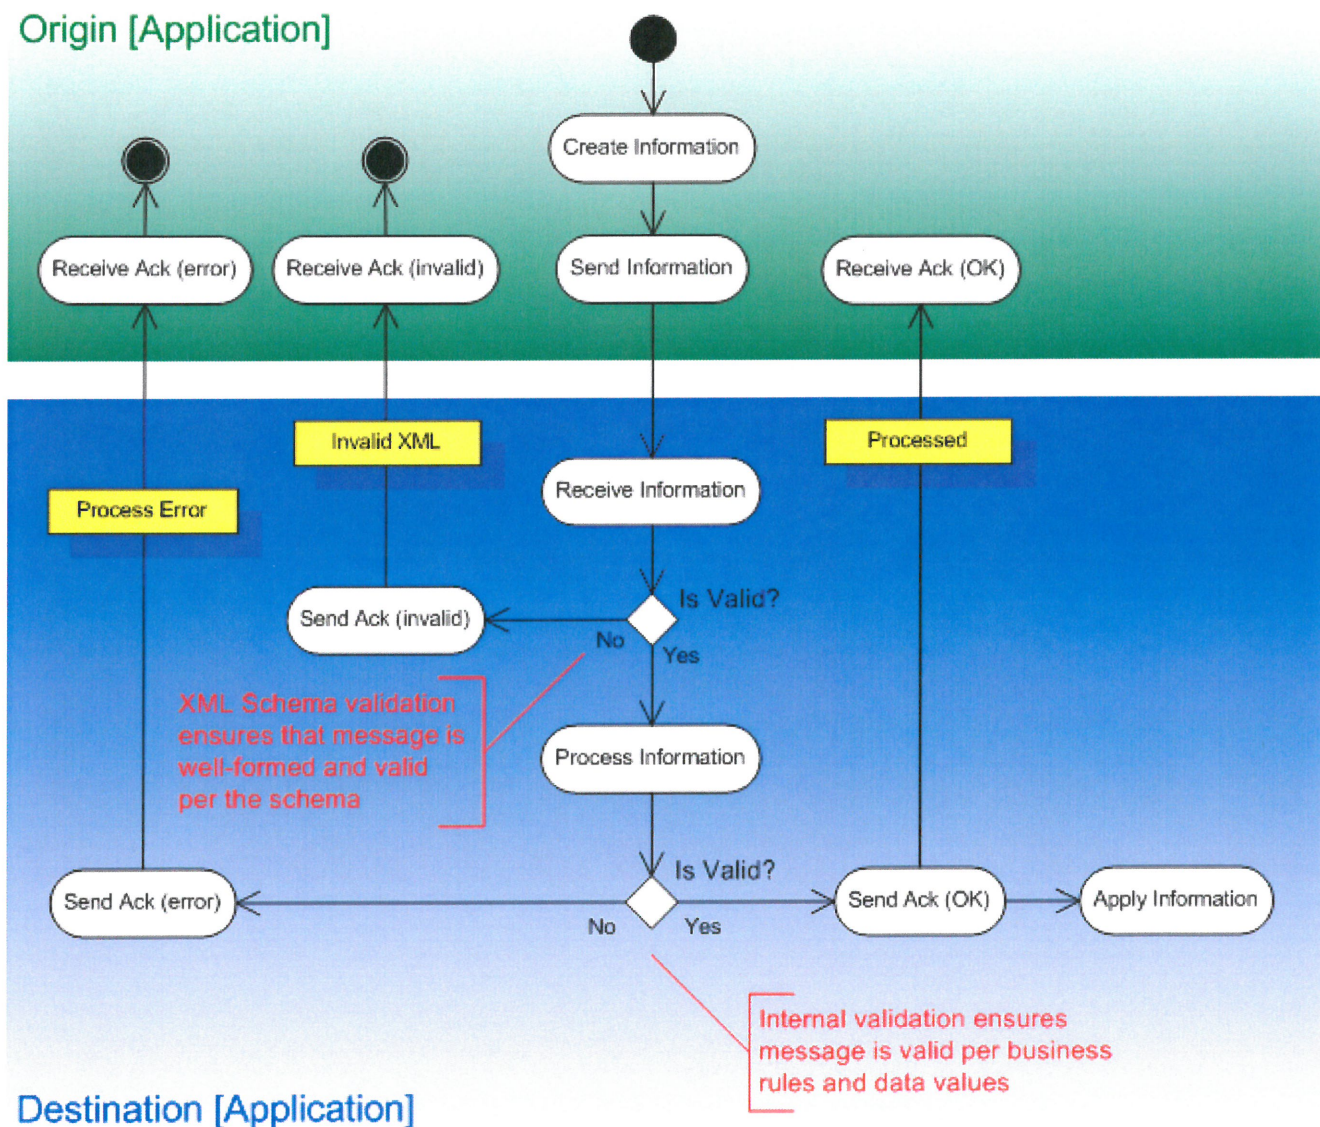 Origin [Application]
Create Information
Receive Ack (error)
Receive Ack (invalid)
Send Information
Receive Ack (OK)
Invalid XML
Processed
Process Error
Receive Information
Is Valid?
Send Ack (invalid)
No
Yes
XML Schema validation
ensures that message is
well-formed and valid
per the schema
Process Information
Is Valid?
Send Ack (error)
Send Ack (OK)
Apply Information
No
Yes
Internal validation ensures
message is valid per business
rules and data values
Destination [Application]